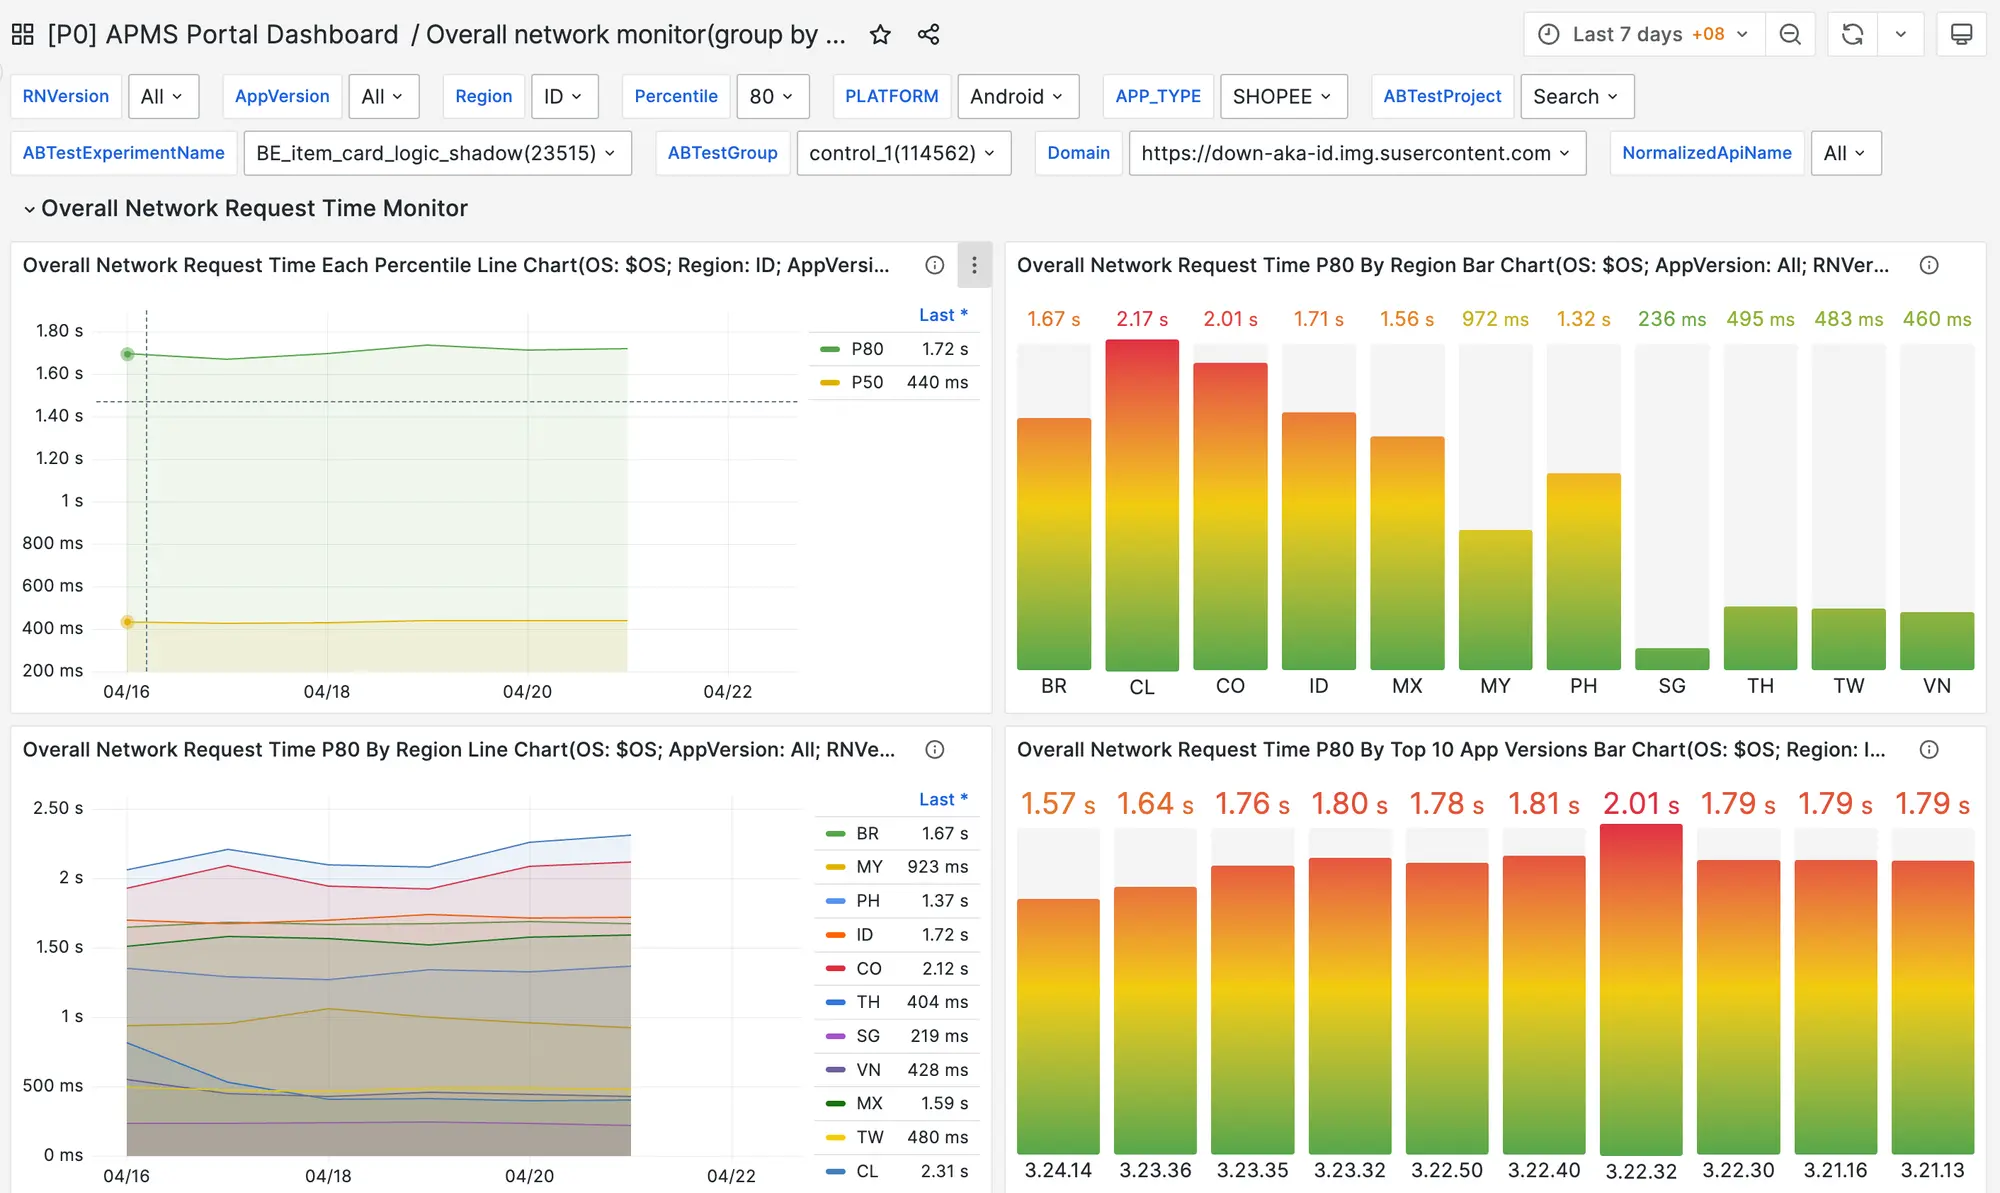 [P0] APMS Portal Dashboard / Overall network monitor(group by ...
Last 7 days +08
RNVersion All AppVersion All Region ID Percentile 80 PLATFORM Android APP_TYPE SHOPEE ABTestProject Search
ABTestExperimentName BE_item_card_logic_shadow(23515) ABTestGroup control_1(114562) Domain https://down-aka-id.img.susercontent.com NormalizedApiName All
Overall Network Request Time Monitor
Overall Network Request Time Each Percentile Line Chart(OS: $OS; Region: ID; AppVersi...
1.80 s
1.60 s
1.40 s
1.20 s
1 s
800 ms
600 ms
400 ms
200 ms
04/16 04/18 04/20 04/22
Last *
P80 1.72 s
P50 440 ms
Overall Network Request Time P80 By Region Bar Chart(OS: $OS; AppVersion: All; RNVer...
1.67 s 2.17 s 2.01 s 1.71 s 1.56 s 972 ms 1.32 s 236 ms 495 ms 483 ms 460 ms
BR CL CO ID MX MY PH SG TH TW VN
Overall Network Request Time P80 By Region Line Chart(OS: $OS; AppVersion: All; RNVe...
2.50 s
2 s
1.50 s
1 s
500 ms
0 ms
04/16 04/18 04/20 04/22
Last *
BR 1.67 s
MY 923 ms
PH 1.37 s
ID 1.72 s
CO 2.12 s
TH 404 ms
SG 219 ms
VN 428 ms
MX 1.59 s
TW 480 ms
CL 2.31 s
Overall Network Request Time P80 By Top 10 App Versions Bar Chart(OS: $OS; Region: I...
1.57 s 1.64 s 1.76 s 1.80 s 1.78 s 1.81 s 2.01 s 1.79 s 1.79 s 1.79 s
3.24.14 3.23.36 3.23.35 3.23.32 3.22.50 3.22.40 3.22.32 3.22.30 3.21.16 3.21.13